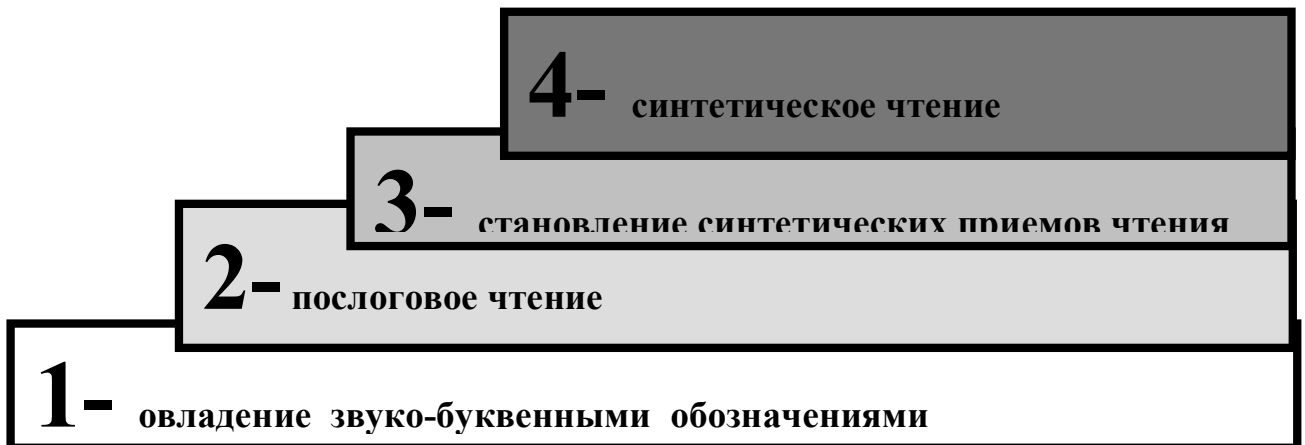 4- синтетическое чтение
3- становление синтетических приемов чтения
2- послоговое чтение
1- овладение звуко-буквенными обозначениями